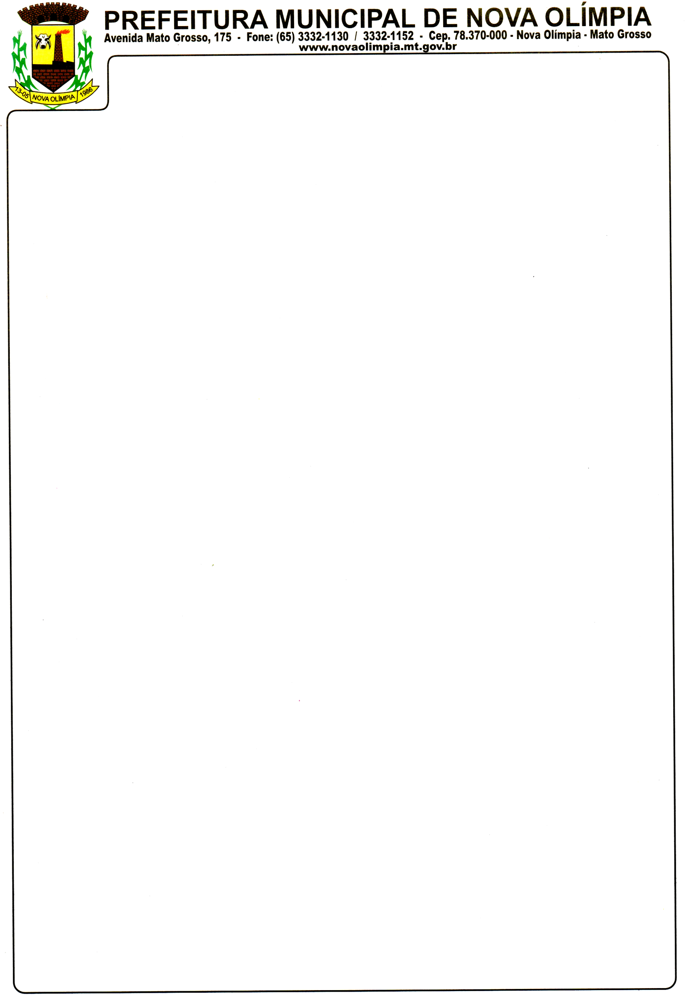 PREFEITURA MUNICIPAL DE NOVA OLÍMPIA
Avenida Mato Grosso, 175 - Fone: (65) 3332-1130 / 3332-1152 - Cep. 78.370-000 - Nova Olímpia - Mato Grosso
www.novaolimpia.mt.gov.br
13-05 NOVA OLÍMPIA 1986